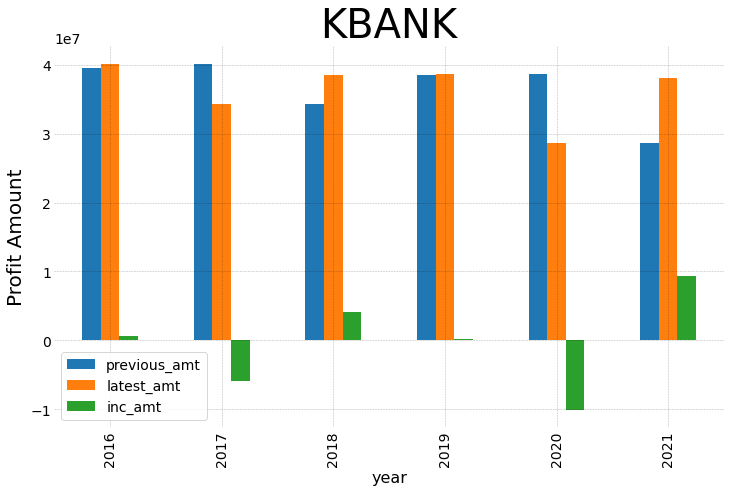 KBANK
1e7
4
3
2
1
0
−1
Profit Amount
previous_amt
latest_amt
inc_amt
2016
2017
2018
2019
2020
2021
year